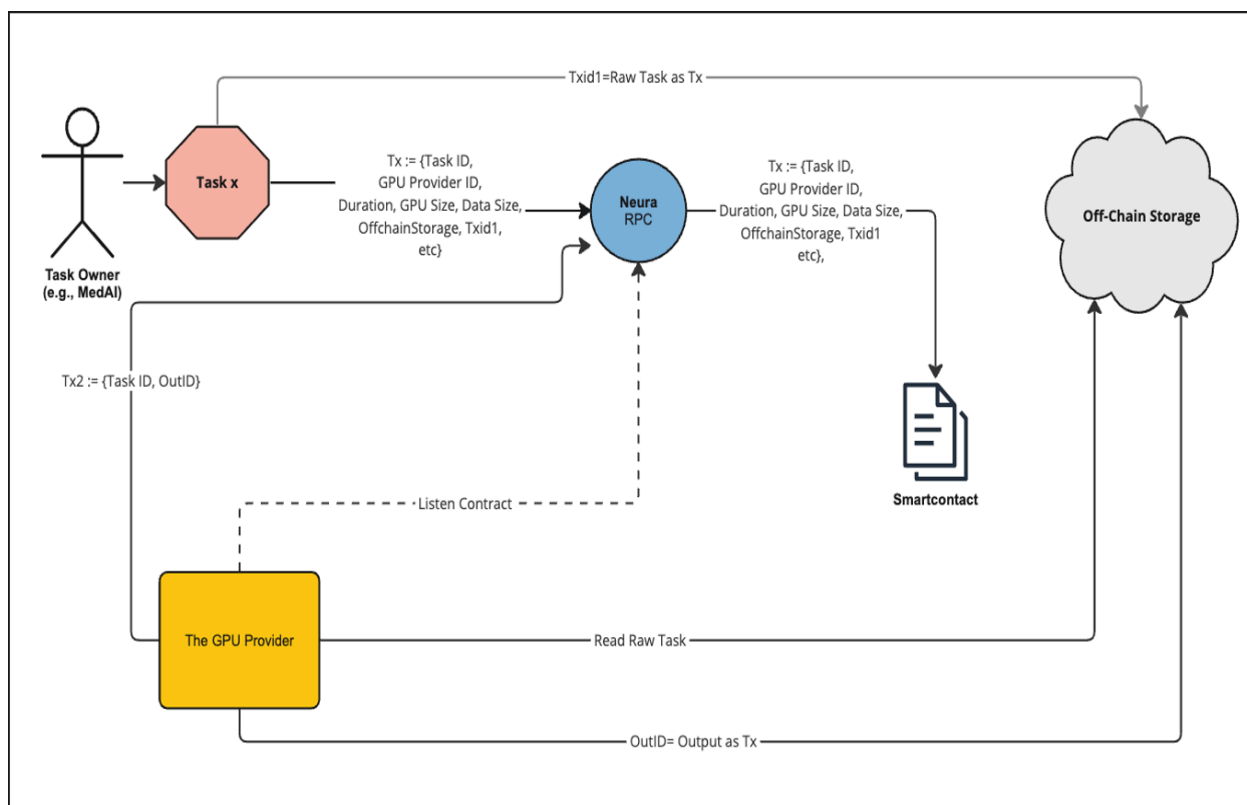 Txid1=Raw Task as Tx
Task x
Tx := {Task ID,
GPU Provider ID,
Duration, GPU Size, Data Size,
OffchainStorage, Txid1,
etc}
Neura
RPC
Tx := {Task ID,
GPU Provider ID,
Duration, GPU Size, Data Size,
OffchainStorage, Txid1
etc},
Off-Chain Storage
Task Owner
(e.g., MedAI)
Tx2 := {Task ID, OutID}
Smartcontact
Listen Contract
The GPU Provider
Read Raw Task
OutID= Output as Tx